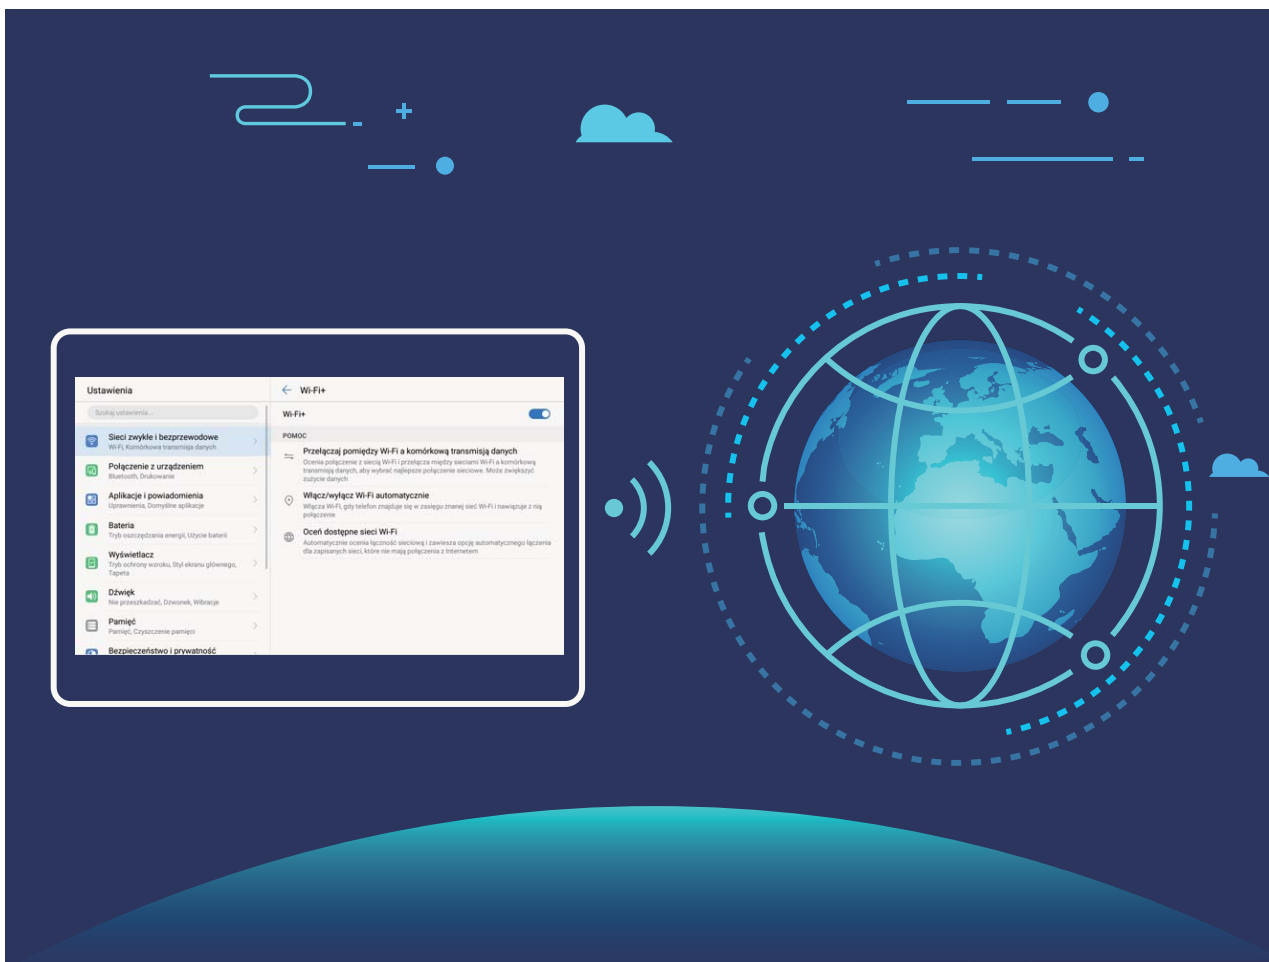 Ustawienia
Szukaj ustawienia...
Sieci zwykłe i bezprzewodowe
Wi-Fi, Komórkowa transmisja danych
Połączenie z urządzeniem
Bluetooth, Drukowanie
Aplikacje i powiadomienia
Uprawnienia, Domyślne aplikacje
Bateria
Tryb oszczędzania energii, Użycie baterii
Wyświetlacz
Tryb ochrony wzroku, Styl ekranu głównego,
Tapeta
Dźwięk
Nie przeszkadzać, Dzwonek, Wibracje
Pamięć
Pamięć, Czyszczenie pamięci
Bezpieczeństwo i prywatność
Wi-Fi+
Wi-Fi+
POMOC
Przełączaj pomiędzy Wi-Fi a komórkową transmisją danych
Ocenia połączenie z siecią Wi-Fi i przełącza między sieciami Wi-Fi a komórkową
transmisją danych, aby wybrać najlepsze połączenie sieciowe. Może zwiększyć
zużycie danych
Włącz/wyłącz Wi-Fi automatycznie
Włącza Wi-Fi, gdy telefon znajduje się w zasięgu znanej sieć Wi-Fi i nawiązuje z nią
połączenie
Oceń dostępne sieci Wi-Fi
Automatycznie ocenia łączność sieciową i zawiesza opcję automatycznego łączenia
dla zapisanych sieci, które nie mają połączenia z Internetem